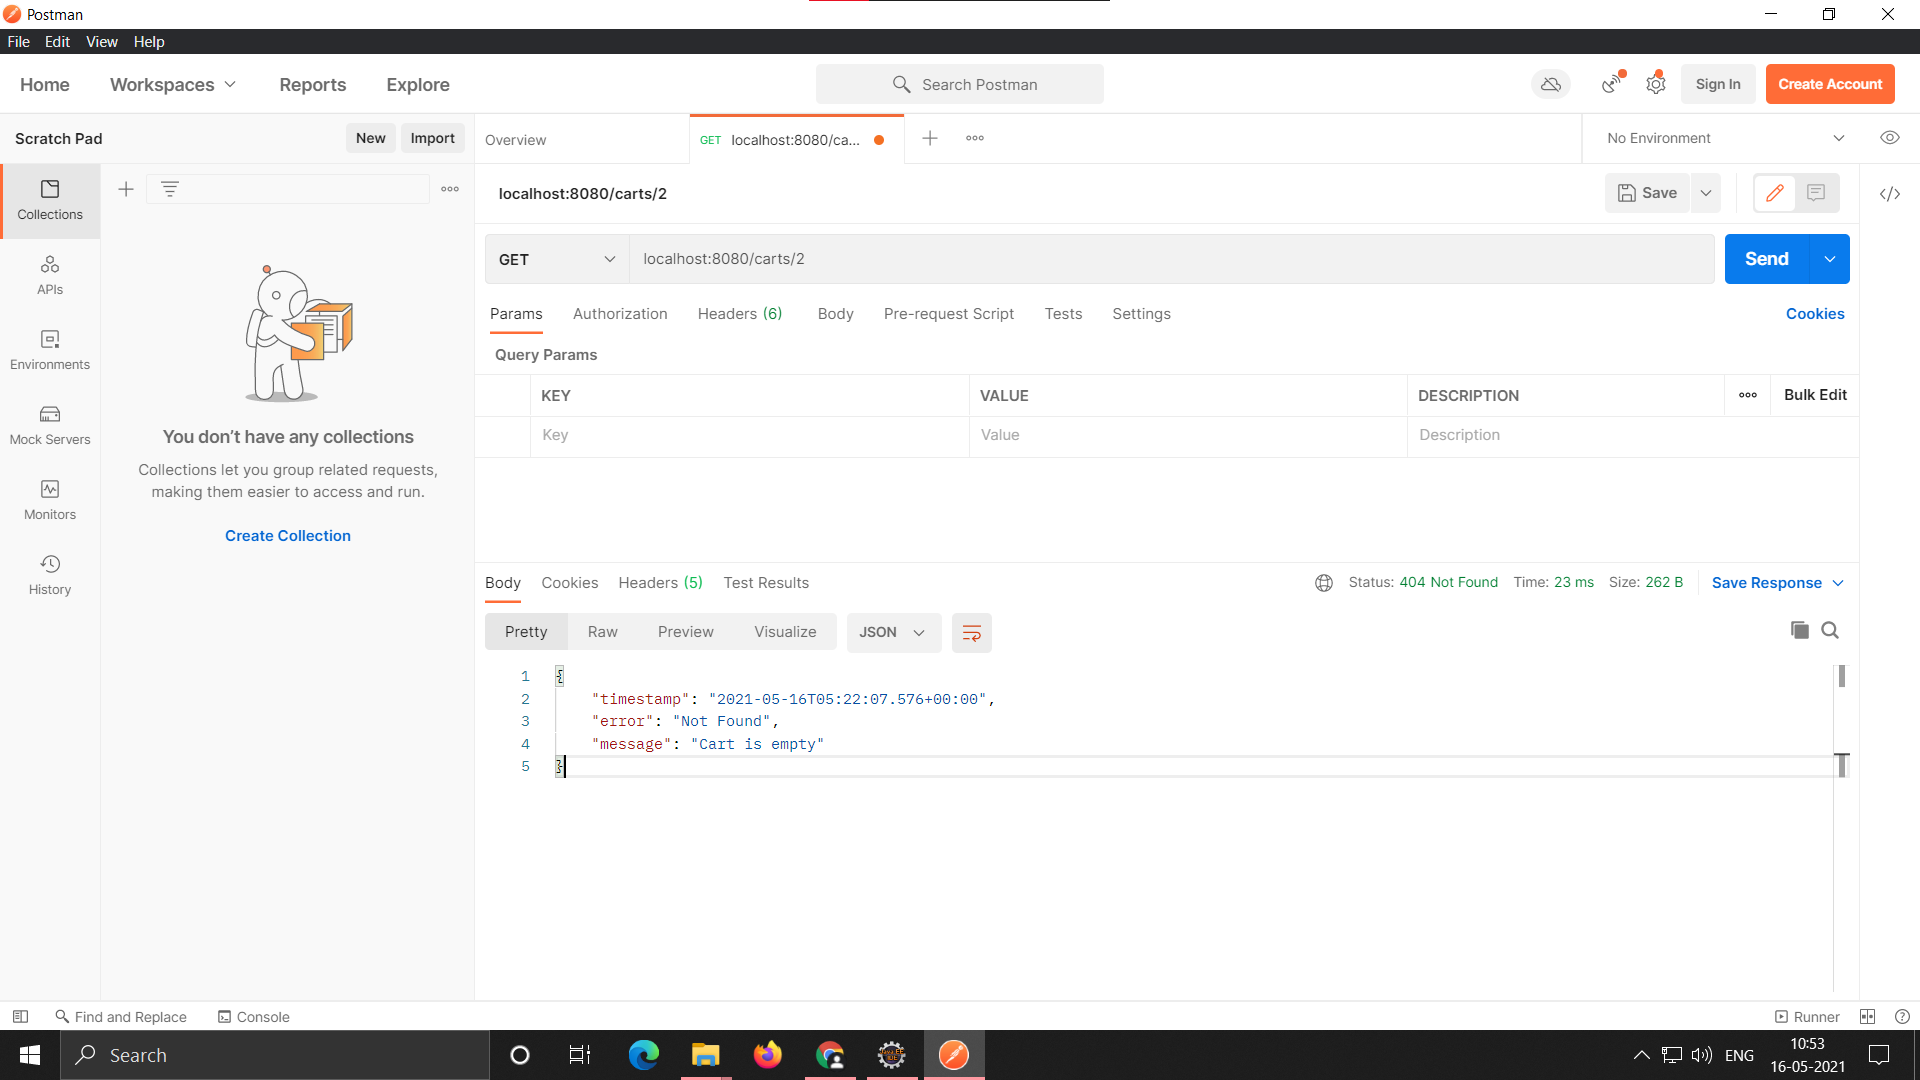 Postman
File Edit View Help
Home Workspaces Reports Explore
Search Postman
Sign In Create Account
Scratch Pad New Import
Overview GET localhost:8080/ca... No Environment
Collections
APIs
Environments
Mock Servers
Monitors
History
You don’t have any collections
Collections let you group related requests,
making them easier to access and run.
Create Collection
localhost:8080/carts/2 Save
GET localhost:8080/carts/2 Send
Params Authorization Headers (6) Body Pre-request Script Tests Settings Cookies
Query Params
KEY VALUE DESCRIPTION Bulk Edit
Key Value Description
Body Cookies Headers (5) Test Results Status: 404 Not Found Time: 23 ms Size: 262 B Save Response
Pretty Raw Preview Visualize JSON
1 {
2 "timestamp": "2021-05-16T05:22:07.576+00:00",
3 "error": "Not Found",
4 "message": "Cart is empty"
5 }
Find and Replace Console Runner
Search ENG 10:53
16-05-2021